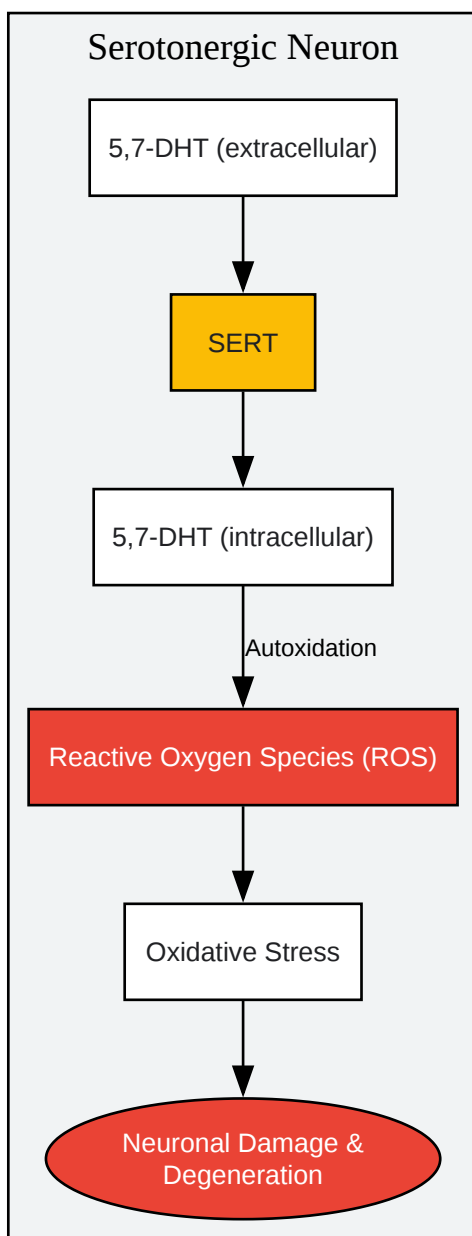 Serotonergic Neuron
5,7-DHT (extracellular)
SERT
5,7-DHT (intracellular)
Autoxidation
Reactive Oxygen Species (ROS)
Oxidative Stress
Neuronal Damage &
Degeneration